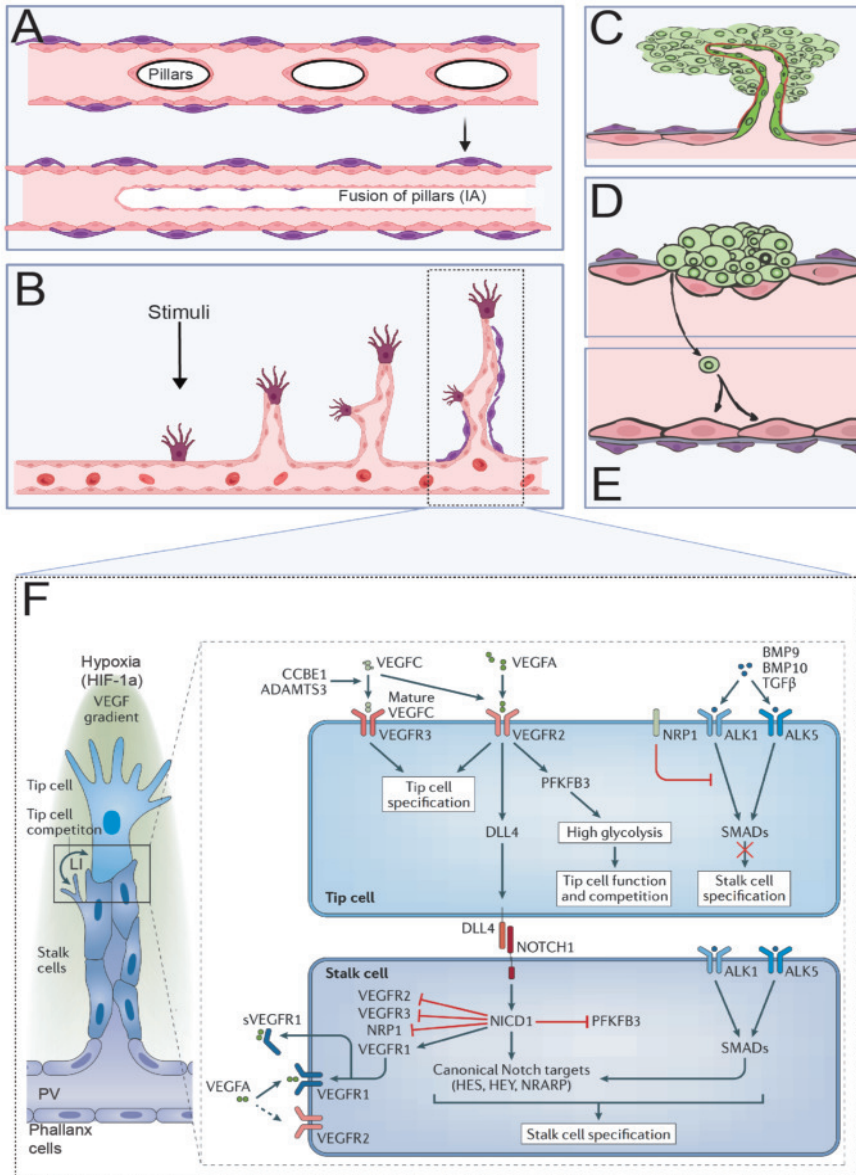 A
Pillars
Fusion of pillars (IA)
B
Stimuli
C
D
E
F
Hypoxia
(HIF-1a)
VEGF
gradient
Tip cell
Tip cell
competiton
LI
Stalk
cells
PV
Phallanx
cells
CCBE1
ADAMTS3
VEGFC
Mature
VEGFC
VEGFR3
VEGFA
VEGFR2
BMP9
BMP10
TGFβ
NRP1
ALK1
ALK5
Tip cell
specification
PFKFB3
DLL4
High glycolysis
SMADs
Tip cell function
and competition
Stalk cell
specification
Tip cell
DLL4
NOTCH1
Stalk cell
ALK1
ALK5
VEGFR2
VEGFR3
NRP1
VEGFR1
NICD1
PFKFB3
sVEGFR1
SMADs
Canonical Notch targets
(HES, HEY, NRARP)
VEGFA
VEGFR1
VEGFR2
Stalk cell specification